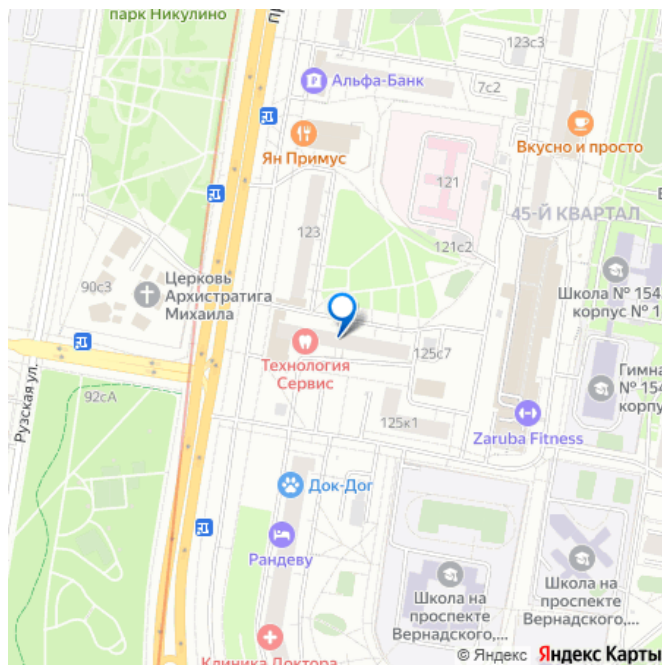 парк Никулино
пр
123с3
Альфа-Банк
7с2
Ян Примус
Вкусно и просто
121
45-Й КВАРТАЛ
123
121с2
90с3
Церковь
Архистратига
Михаила
Школа № 154
корпус № 1
Технология
Сервис
125с7
Гимна
№ 154
корпу
92сА
Рузская ул.
125к1
Zaruba Fitness
Док-Дог
Рандеву
Школа на
проспекте
Вернадского,...
Школа на
проспекте
Вернадского,...
Клиника Доктора
© Яндекс Яндекс Карты